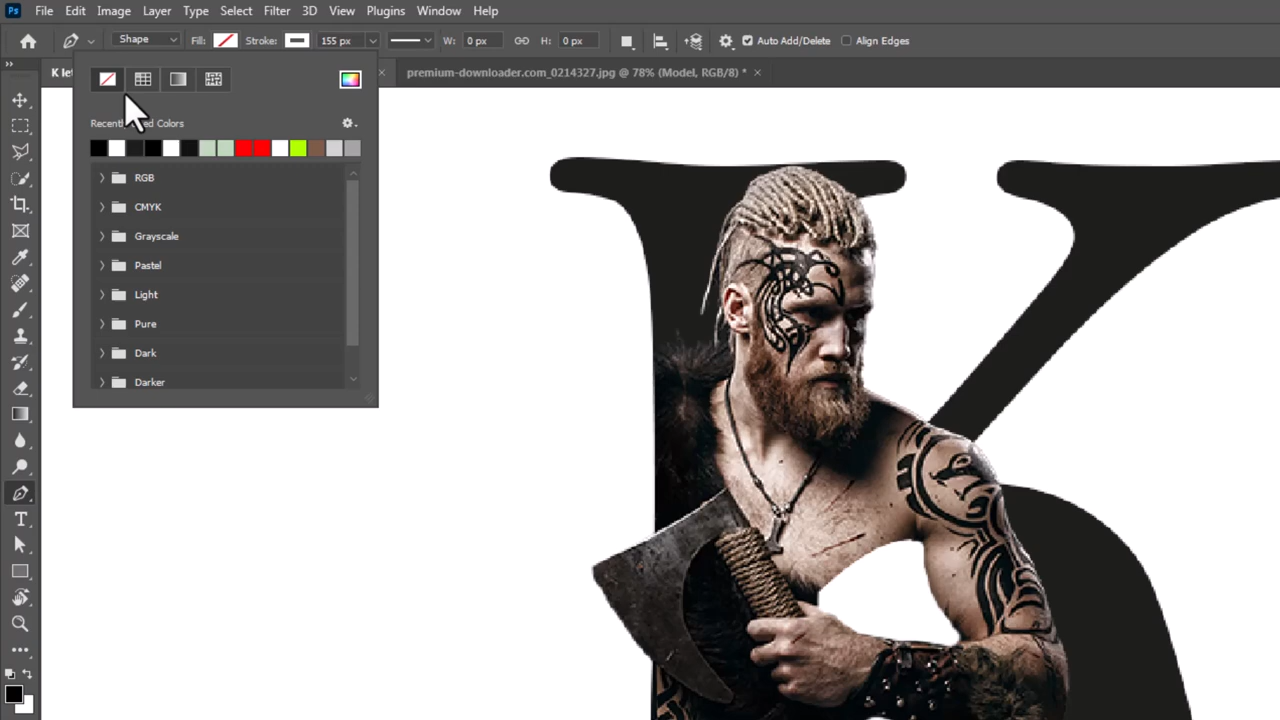 Ps File Edit Image Layer Type Select Filter 3D View Plugins Window Help
Shape Fill: Stroke: 155 px W: 0 px H: 0 px Auto Add/Delete Align Edges
K le premium-downloader.com_0214327.jpg @ 78% (Model, RGB/8) * ×
Colors
RGB
CMYK
Grayscale
Pastel
Light
Pure
Dark
Darker
K